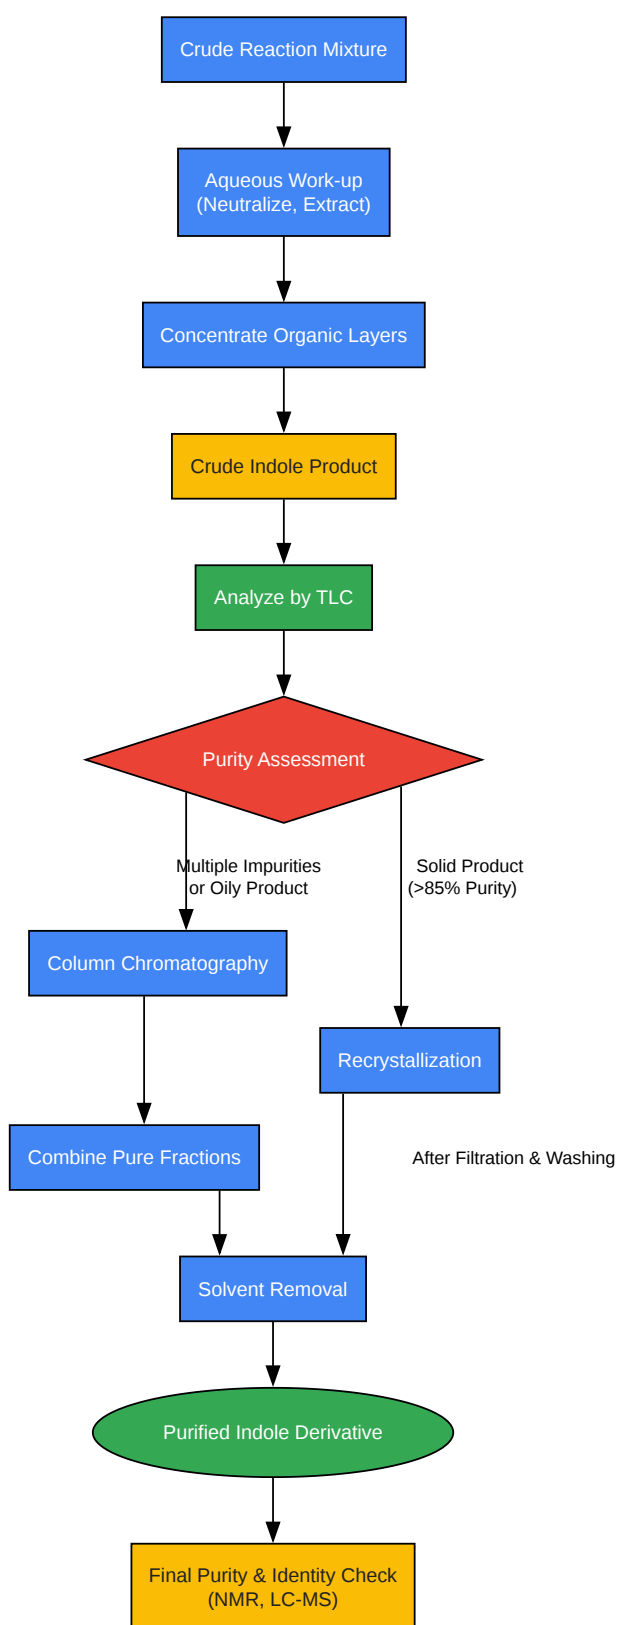 Crude Reaction Mixture
Aqueous Work-up
(Neutralize, Extract)
Concentrate Organic Layers
Crude Indole Product
Analyze by TLC
Purity Assessment
Multiple Impurities
or Oily Product
Solid Product
(>85% Purity)
Column Chromatography
Recrystallization
Combine Pure Fractions
After Filtration & Washing
Solvent Removal
Purified Indole Derivative
Final Purity & Identity Check
(NMR, LC-MS)